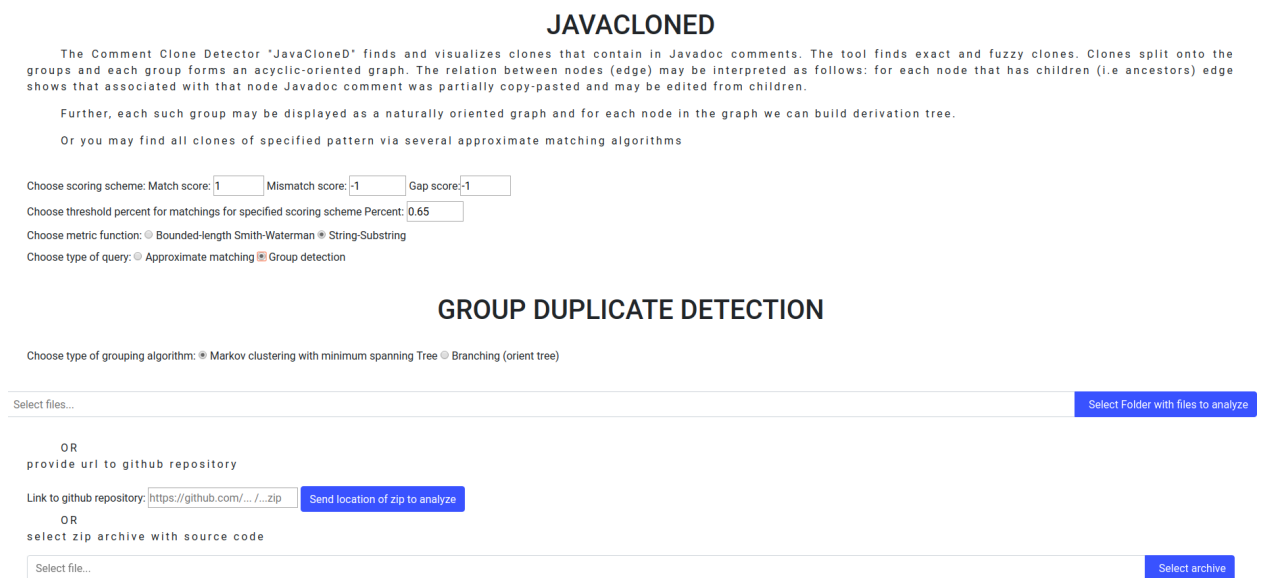 JAVACLONED
The Comment Clone Detector "JavaCloneD" finds and visualizes clones that contain in Javadoc comments. The tool finds exact and fuzzy clones. Clones split onto the
groups and each group forms an acyclic-oriented graph. The relation between nodes (edge) may be interpreted as follows: for each node that has children (i.e ancestors) edge
shows that associated with that node Javadoc comment was partially copy-pasted and may be edited from children.
Further, each such group may be displayed as a naturally oriented graph and for each node in the graph we can build derivation tree.
Or you may find all clones of specified pattern via several approximate matching algorithms
Choose scoring scheme: Match score: 1 Mismatch score: -1 Gap score:-1
Choose threshold percent for matchings for specified scoring scheme Percent: 0.65
Choose metric function: Bounded-length Smith-Waterman String-Substring
Choose type of query: Approximate matching Group detection
GROUP DUPLICATE DETECTION
Choose type of grouping algorithm: Markov clustering with minimum spanning Tree Branching (orient tree)
Select files... Select Folder with files to analyze
OR
provide url to github repository
Link to github repository: https://github.com/... /...zip Send location of zip to analyze
OR
select zip archive with source code
Select file... Select archive